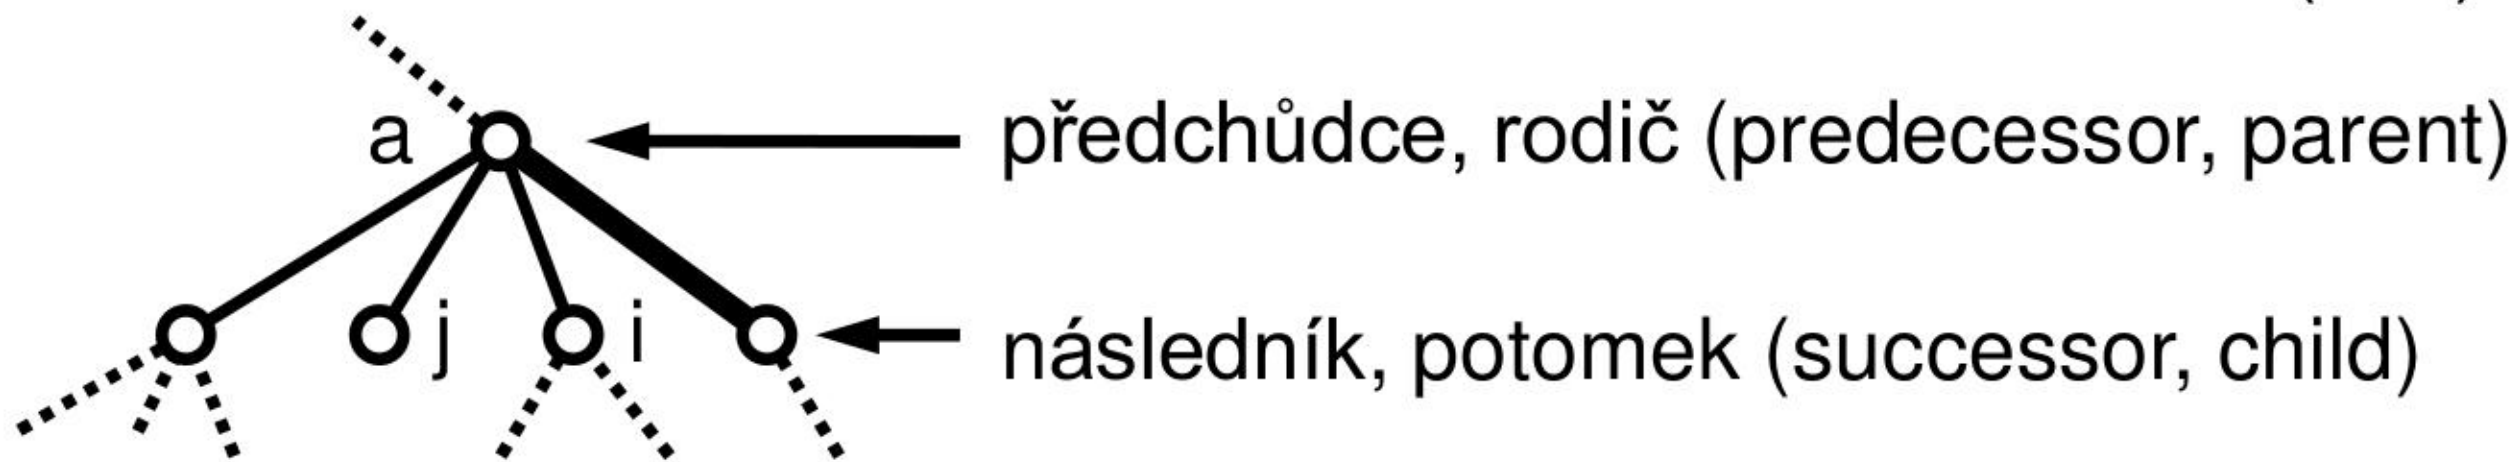 a
předchůdce, rodič (predecessor, parent)
j
i
následník, potomek (successor, child)